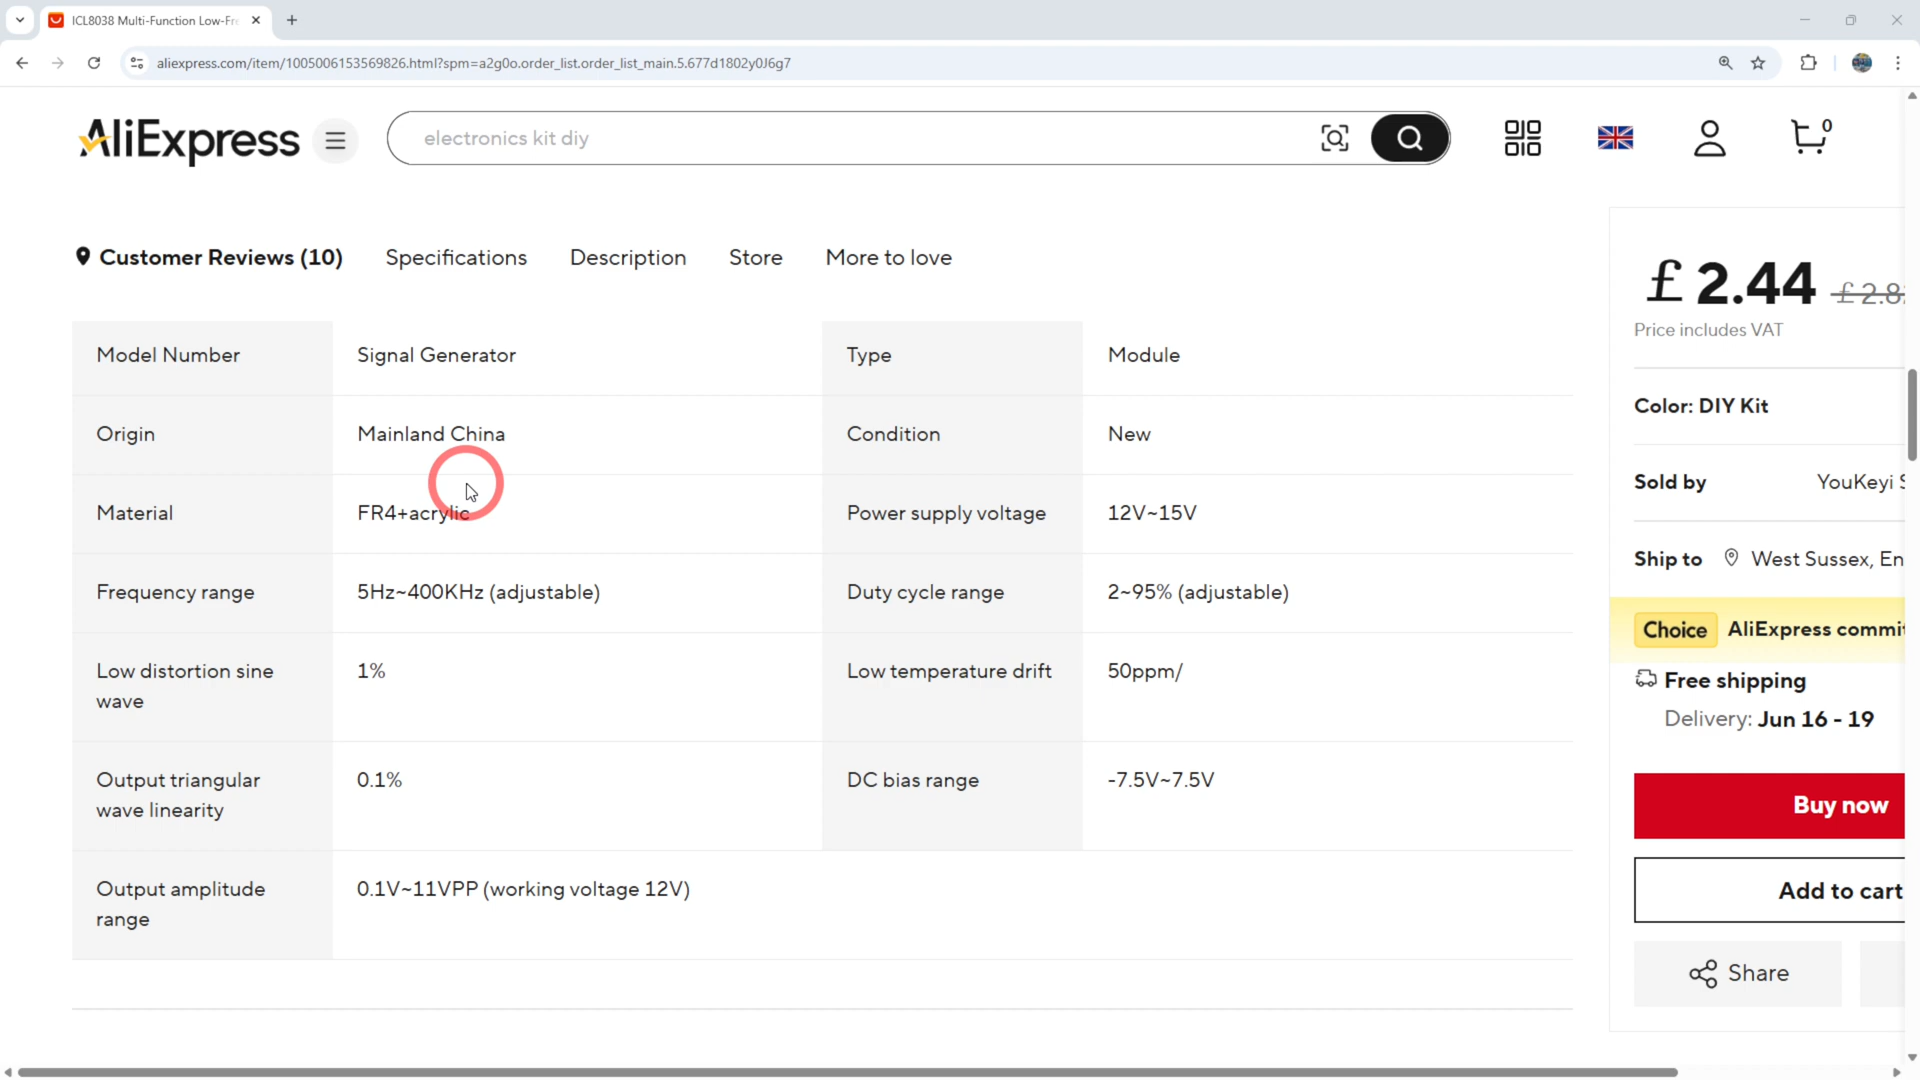 ICL8038 Multi-Function Low-Fre
aliexpress.com/item/1005006153569826.html?spm=a2g0o.order_list.order_list_main.5.677d1802y0J6g7
AliExpress
electronics kit diy
0
Customer Reviews (10)
Specifications
Description
Store
More to love
Model Number
Signal Generator
Type
Module
Origin
Mainland China
Condition
New
Material
FR4+acrylic
Power supply voltage
12V~15V
Frequency range
5Hz~400KHz (adjustable)
Duty cycle range
2~95% (adjustable)
Low distortion sine
wave
1%
Low temperature drift
50ppm/
Output triangular
wave linearity
0.1%
DC bias range
-7.5V~7.5V
Output amplitude
range
0.1V~11VPP (working voltage 12V)
£2.44 £2.8
Price includes VAT
Color: DIY Kit
Sold by YouKeyi S
Ship to West Sussex, En
Choice AliExpress commit
Free shipping
Delivery: Jun 16 - 19
Buy now
Add to cart
Share